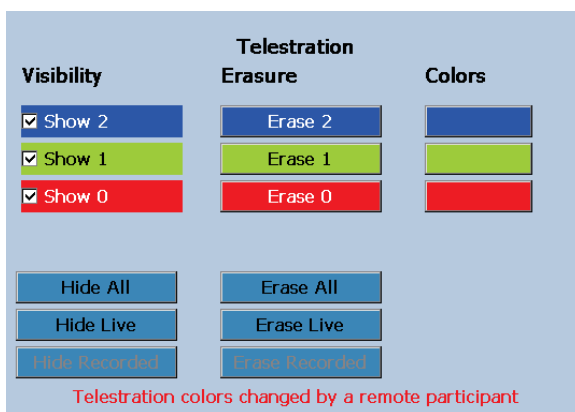 Telestration
Visibility Erasure Colors
Show 2 Erase 2
Show 1 Erase 1
Show 0 Erase 0
Hide All Erase All
Hide Live Erase Live
Hide Recorded Erase Recorded
Telestration colors changed by a remote participant